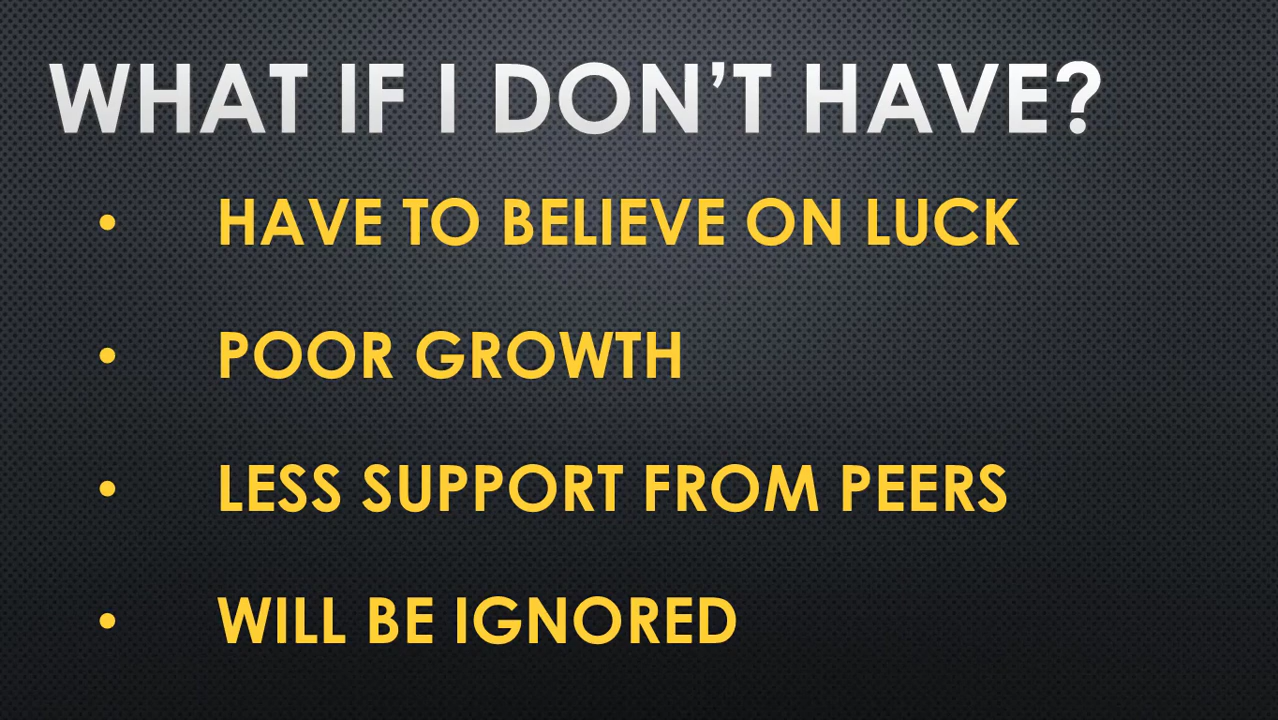 WHAT IF I DON’T HAVE?
• HAVE TO BELIEVE ON LUCK
• POOR GROWTH
• LESS SUPPORT FROM PEERS
• WILL BE IGNORED